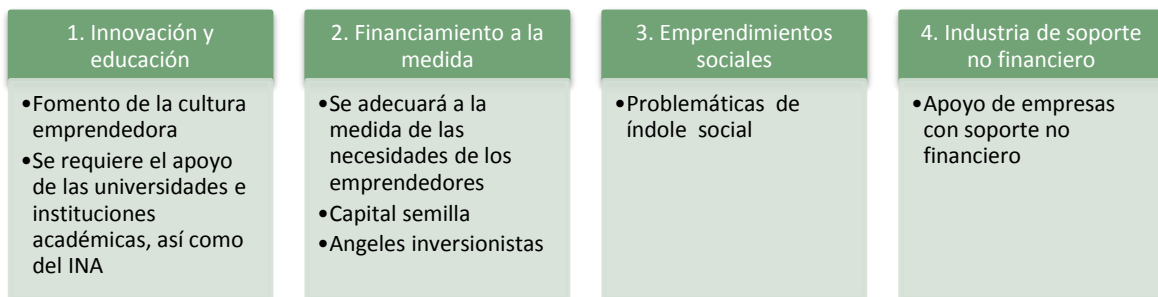 1. Innovación y
educación
•Fomento de la cultura
emprendedora
•Se requiere el apoyo
de las universidades e
instituciones
académicas, así como
del INA
2. Financiamiento a la
medida
•Se adecuará a la
medida de las
necesidades de los
emprendedores
•Capital semilla
•Angeles inversionistas
3. Emprendimientos
sociales
•Problemáticas de
índole social
4. Industria de soporte
no financiero
•Apoyo de empresas
con soporte no
financiero